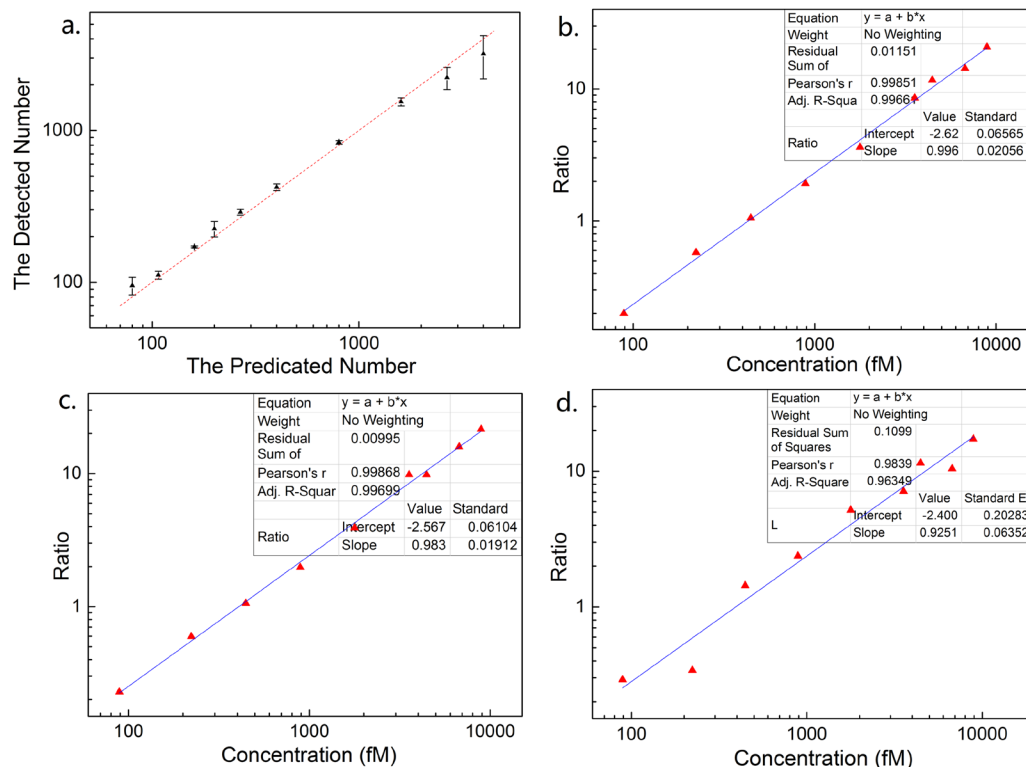 a.
The Detected Number
1000
100
100
1000
The Predicated Number
b.
Ratio
10
1
100
1000
10000
Concentration (fM)
Equation y = a + b*x
Weight No Weighting
Residual Sum of 0.01151
Pearson's r 0.99851
Adj. R-Squa 0.99661
Value Standard
Ratio Intercept -2.62 0.06565
Slope 0.996 0.02056
c.
Ratio
10
1
100
1000
10000
Concentration (fM)
Equation y = a + b*x
Weight No Weighting
Residual Sum of 0.00995
Pearson's r 0.99868
Adj. R-Squar 0.99699
Value Standard
Ratio Intercept -2.567 0.06104
Slope 0.983 0.01912
d.
Ratio
10
1
100
1000
10000
Concentration (fM)
Equation y = a + b*x
Weight No Weighting
Residual Sum of Squares 0.1099
Pearson's r 0.9839
Adj. R-Square 0.96349
Value Standard E
L Intercept -2.400 0.20283
Slope 0.9251 0.06352